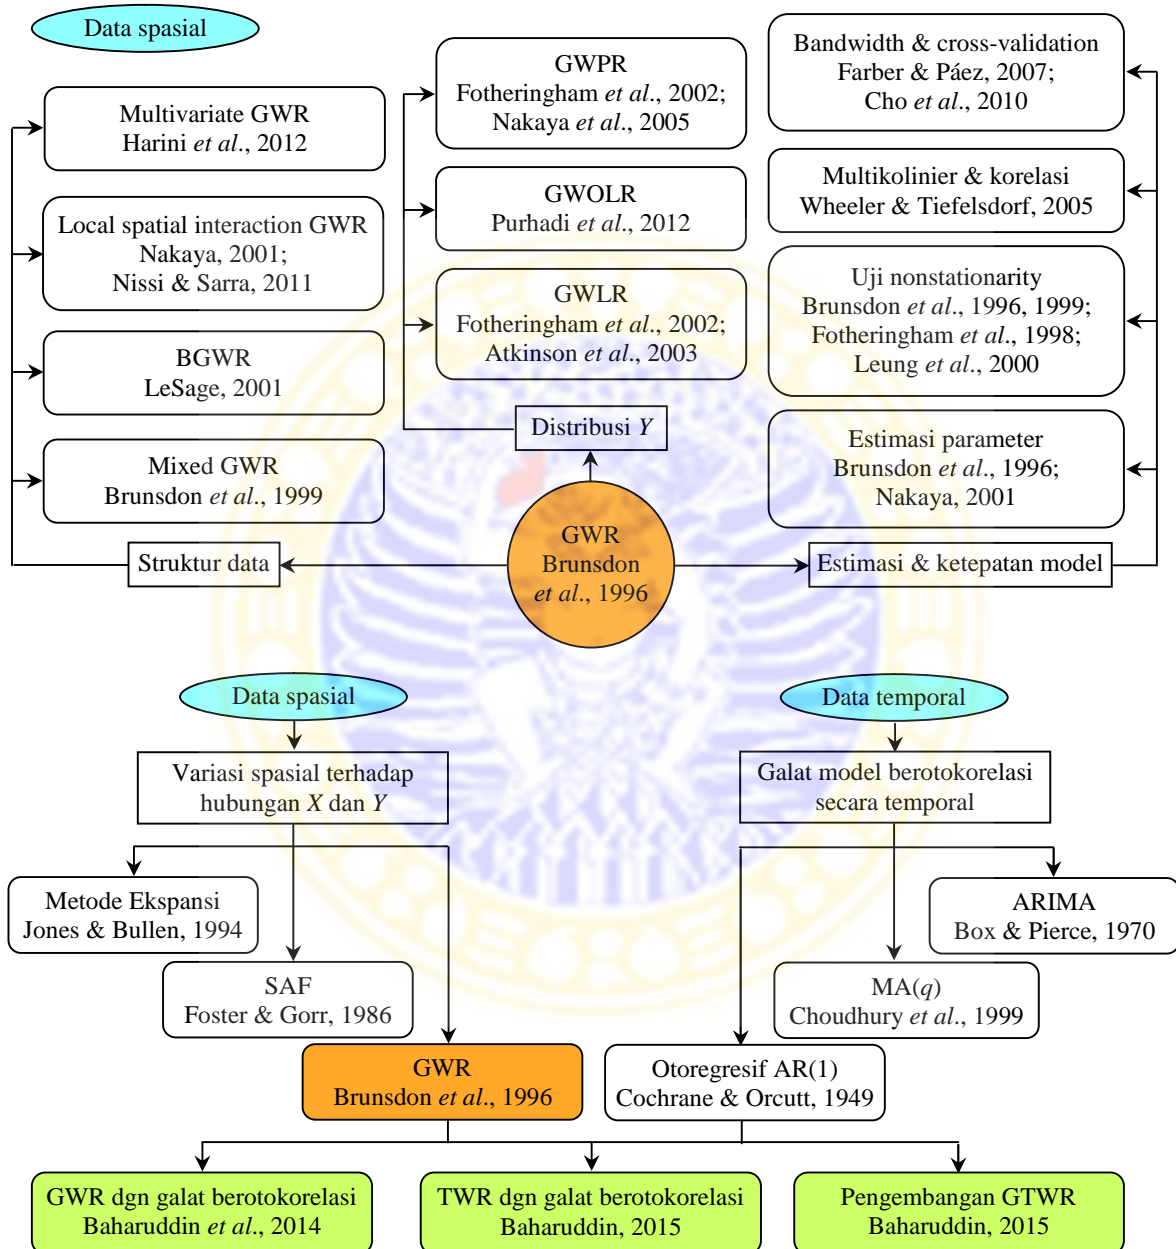 Data spasial
Multivariate GWR
Harini et al., 2012
Local spatial interaction GWR
Nakaya, 2001;
Nissi & Sarra, 2011
BGWR
LeSage, 2001
Mixed GWR
Brunsdon et al., 1999
Struktur data
GWPR
Fotheringham et al., 2002;
Nakaya et al., 2005
GWOLR
Purhadi et al., 2012
GWLR
Fotheringham et al., 2002;
Atkinson et al., 2003
Distribusi Y
GWR
Brunsdon
et al., 1996
Bandwidth & cross-validation
Farber & Páez, 2007;
Cho et al., 2010
Multikolinier & korelasi
Wheeler & Tiefelsdorf, 2005
Uji nonstationarity
Brunsdon et al., 1996, 1999;
Fotheringham et al., 1998;
Leung et al., 2000
Estimasi parameter
Brunsdon et al., 1996;
Nakaya, 2001
Estimasi & ketepatan model
Data spasial
Variasi spasial terhadap
hubungan X dan Y
Metode Ekspansi
Jones & Bullen, 1994
SAF
Foster & Gorr, 1986
GWR
Brunsdon et al., 1996
Data temporal
Galat model berotokorelasi
secara temporal
ARIMA
Box & Pierce, 1970
MA(q)
Choudhury et al., 1999
Otoregresif AR(1)
Cochrane & Orcutt, 1949
GWR dgn galat berotokorelasi
Baharuddin et al., 2014
TWR dgn galat berotokorelasi
Baharuddin, 2015
Pengembangan GTWR
Baharuddin, 2015